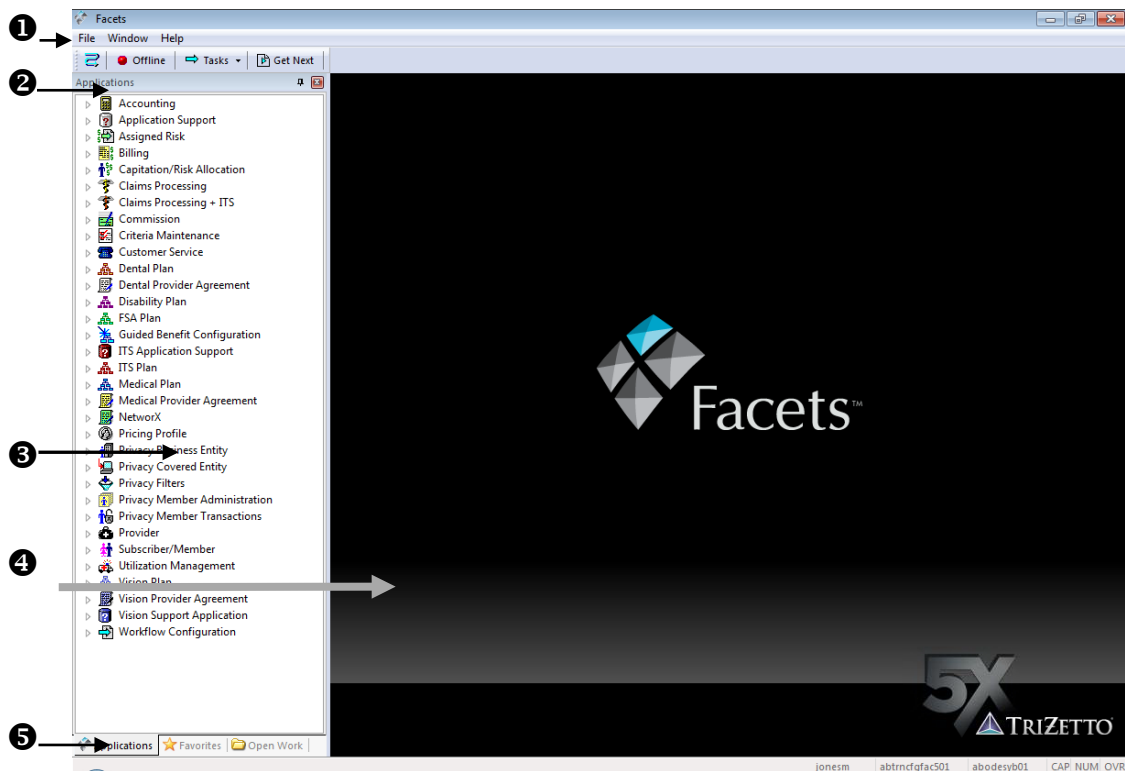 Facets
❶
File Window Help
Offline Tasks Get Next
❷
Applications
Accounting
Application Support
Assigned Risk
Billing
Capitation/Risk Allocation
Claims Processing
Claims Processing + ITS
Commission
Criteria Maintenance
Customer Service
Dental Plan
Dental Provider Agreement
Disability Plan
FSA Plan
Guided Benefit Configuration
ITS Application Support
ITS Plan
Medical Plan
Medical Provider Agreement
NetworX
Pricing Profile
❸
Privacy Business Entity
Privacy Covered Entity
Privacy Filters
Privacy Member Administration
Privacy Member Transactions
Provider
Subscriber/Member
❹
Utilization Management
Vision Plan
Vision Provider Agreement
Vision Support Application
Workflow Configuration
Facets™
5X
TRIZETTO
❺
Applications Favorites Open Work
jonesm abtrncfgfac501 abodesyb01 CAP NUM OVR